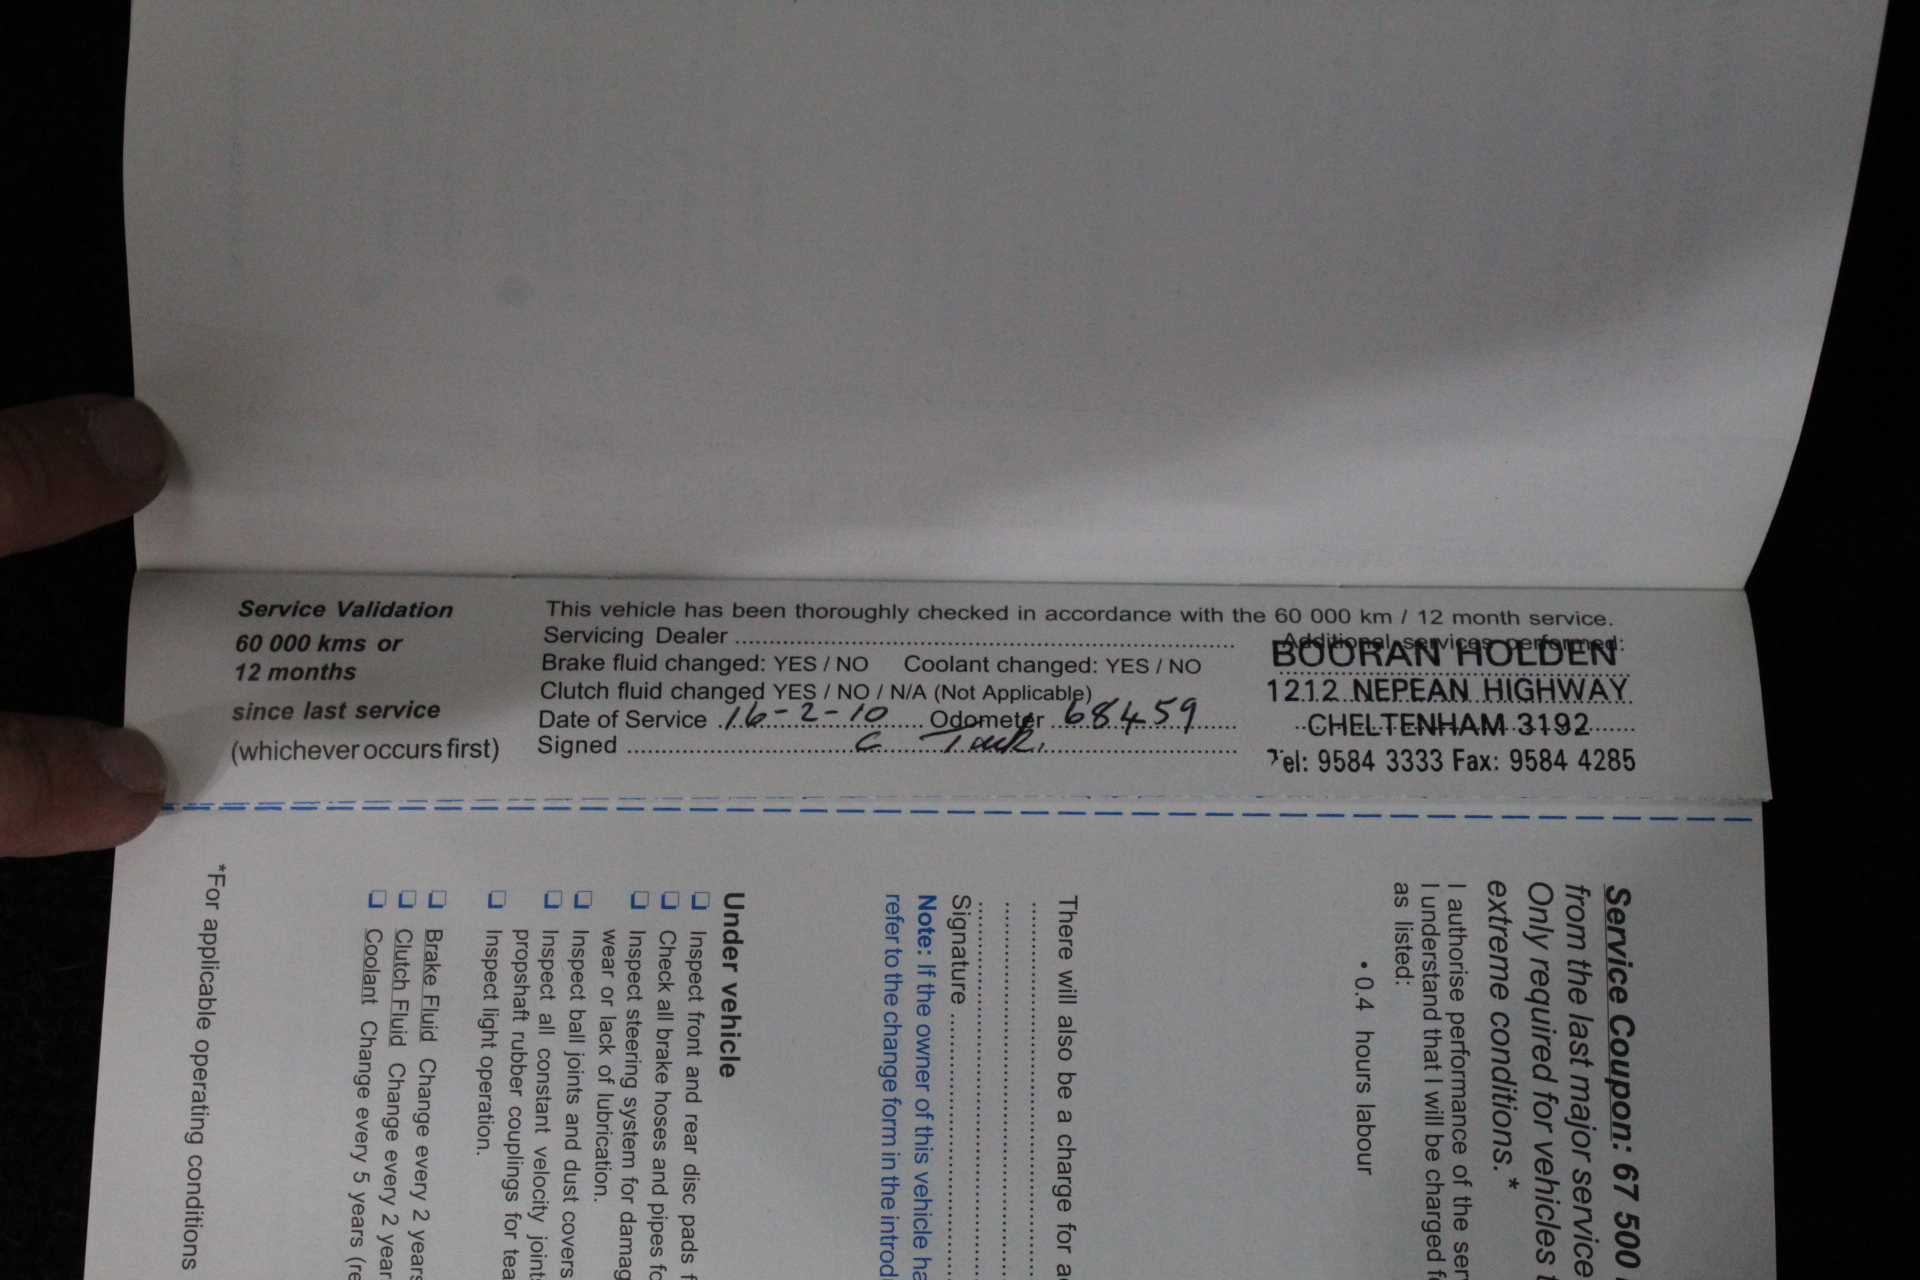 Service Validation
60 000 kms or
12 months
since last service
(whichever occurs first)
This vehicle has been thoroughly checked in accordance with the 60 000 km / 12 month service.
Servicing Dealer
Additional services performed:
Brake fluid changed: YES / NO Coolant changed: YES / NO
Clutch fluid changed YES / NO / N/A (Not Applicable)
Date of Service 16-2-10 Odometer 68459
Signed C
BOORAN HOLDEN
1212 NEPEAN HIGHWAY
CHELTENHAM 3192
Tel: 9584 3333 Fax: 9584 4285
Service Coupon: 67 500
from the last major service
Only required for vehicles
extreme conditions.*
I authorise performance of the
I understand that I will be charged
as listed:
• 0.4 hours labour
There will also be a charge for
Signature
Note: If the owner of this vehicle
refer to the change form in the
Under vehicle
❑ Inspect front and rear disc pads
❑ Check all brake hoses and pipes
❑ Inspect steering system for
wear or lack of lubrication.
❑ Inspect ball joints and dust covers
❑ Inspect all constant velocity joints
propshaft rubber couplings for
❑ Inspect light operation.
❑ Brake Fluid Change every 2 years
❑ Clutch Fluid Change every 2
❑ Coolant Change every 5 years
*For applicable operating conditions